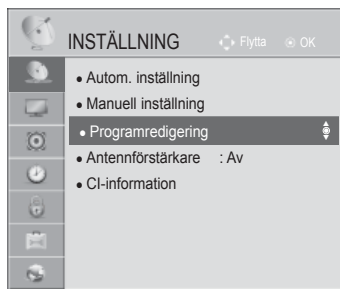 INSTÄLLNING Flytta OK
• Autom. inställning
• Manuell inställning
• Programredigering
• Antennförstärkare : Av
• CI-information